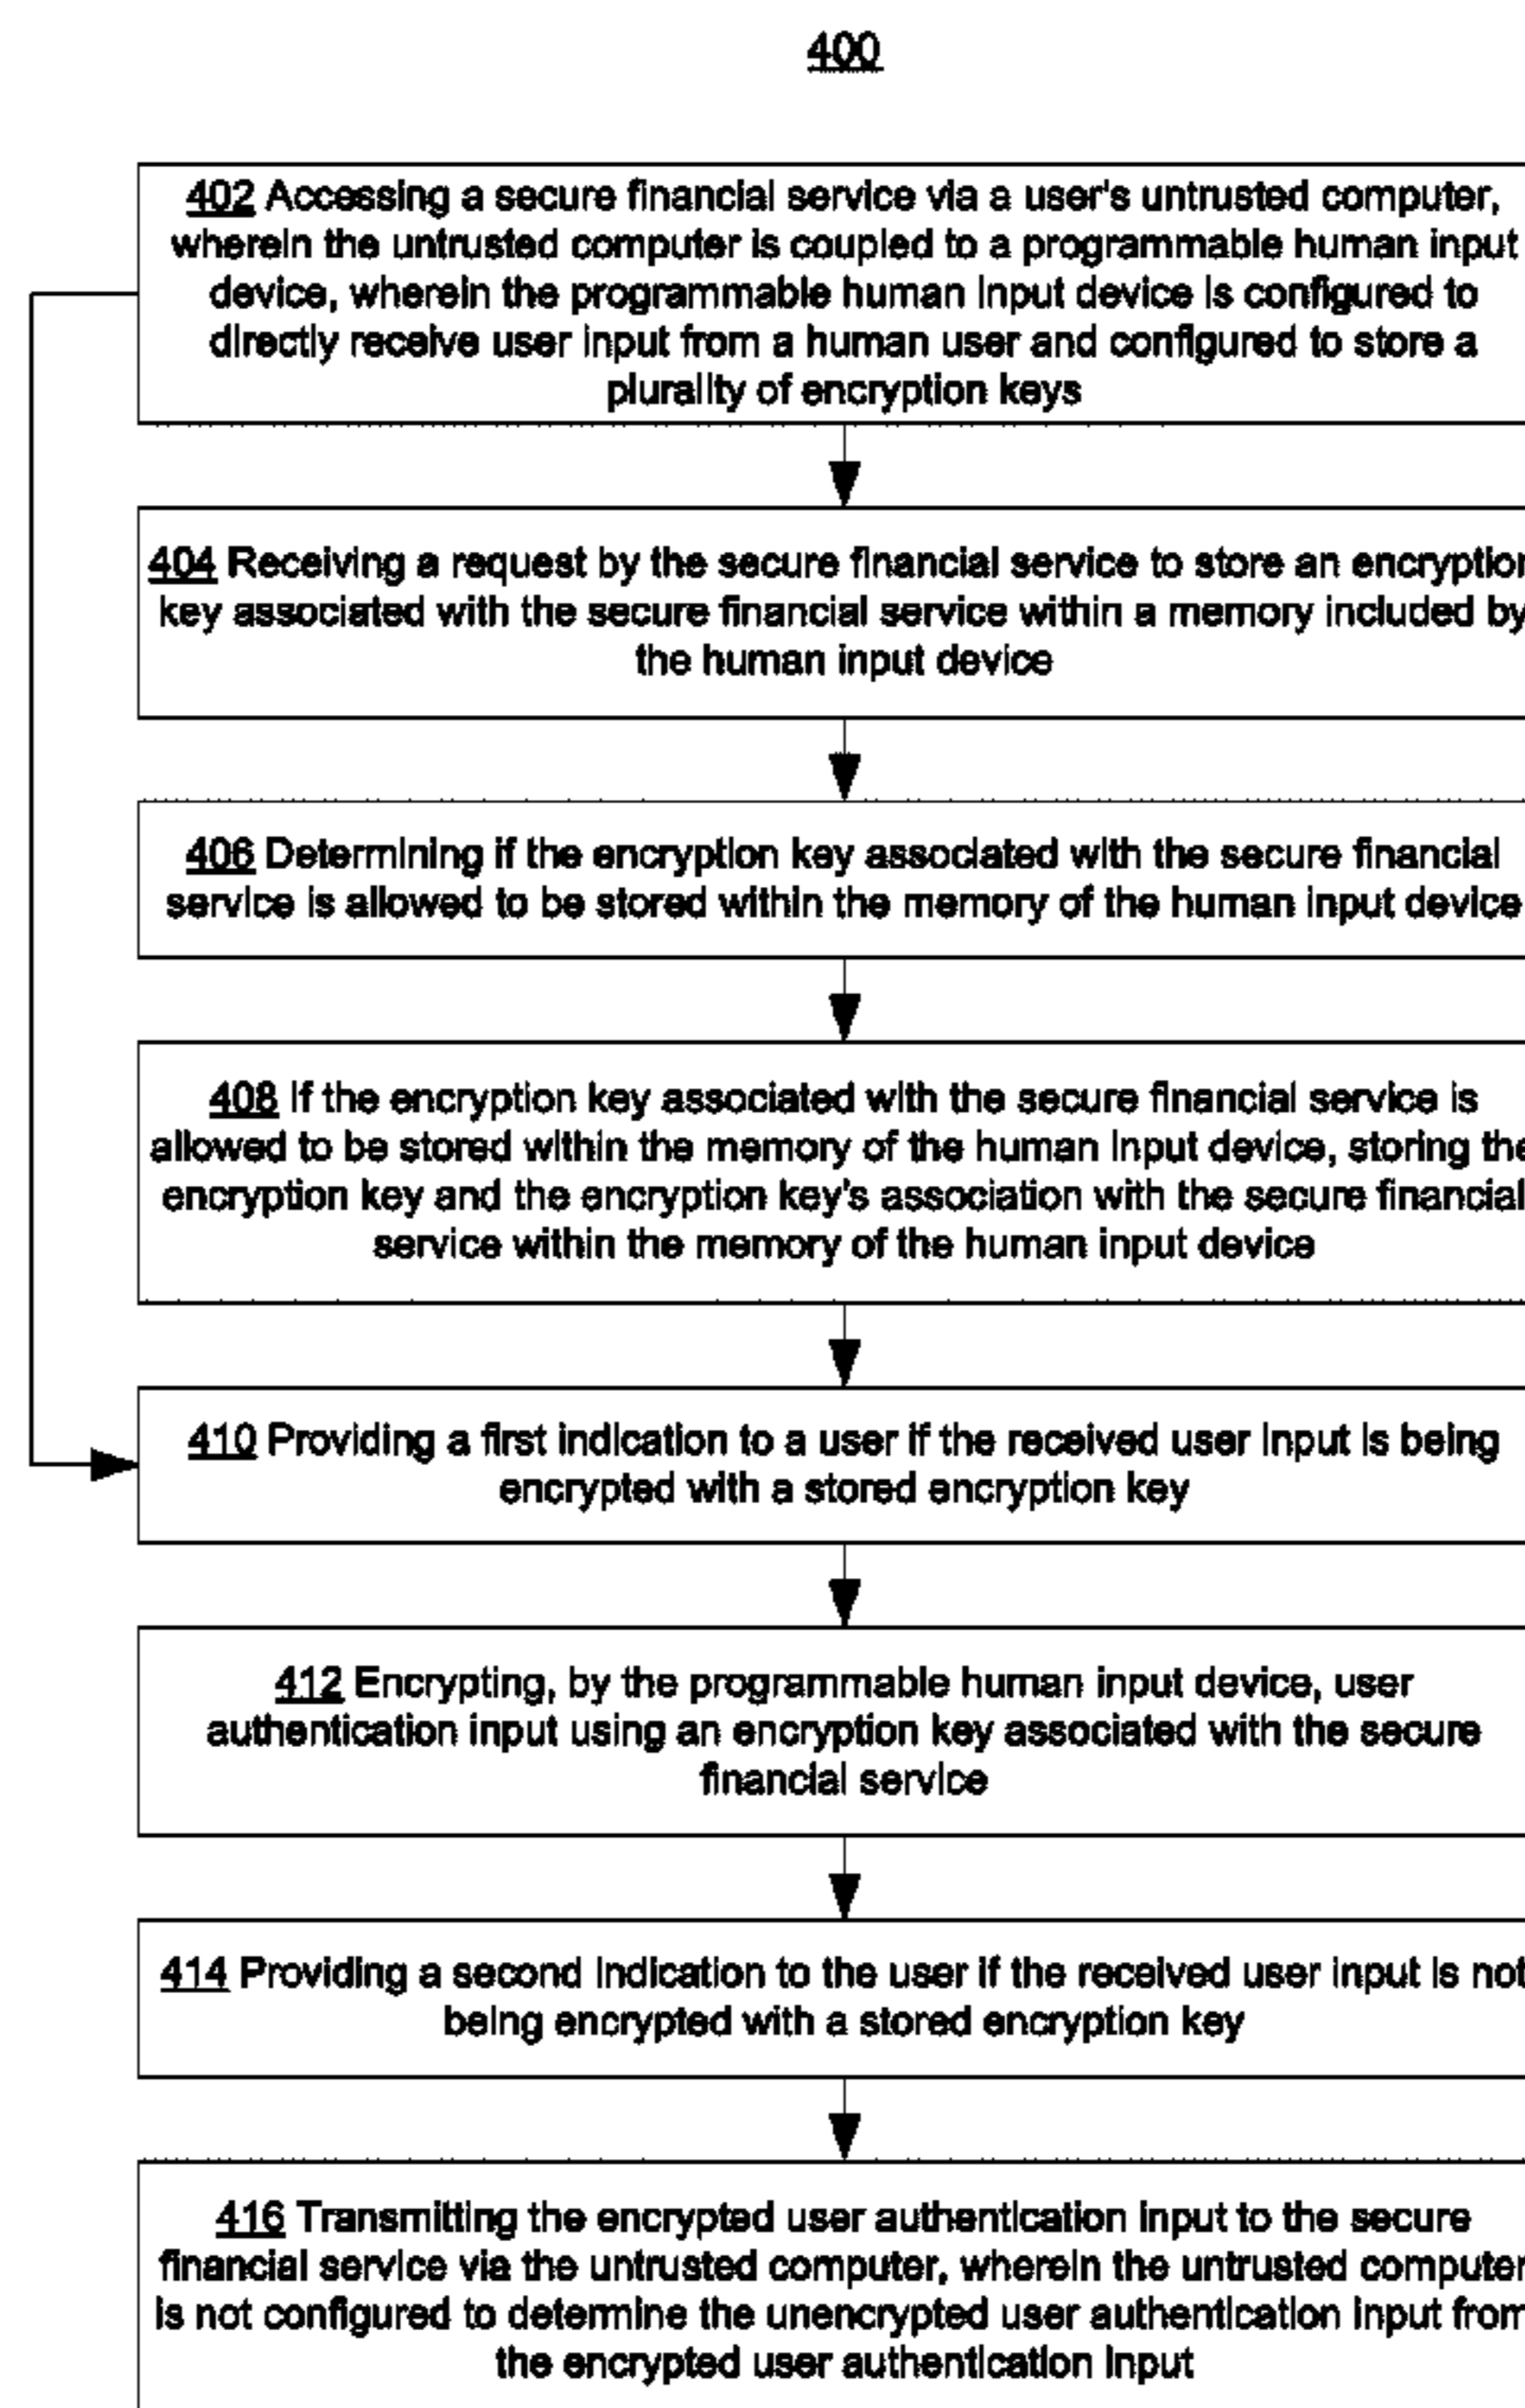 400
402 Accessing a secure financial service via a user's untrusted computer,
wherein the untrusted computer is coupled to a programmable human input
device, wherein the programmable human input device is configured to
directly receive user input from a human user and configured to store a
plurality of encryption keys
404 Receiving a request by the secure financial service to store an encryption
key associated with the secure financial service within a memory included by
the human input device
406 Determining if the encryption key associated with the secure financial
service is allowed to be stored within the memory of the human input device
408 If the encryption key associated with the secure financial service is
allowed to be stored within the memory of the human input device, storing the
encryption key and the encryption key's association with the secure financial
service within the memory of the human input device
410 Providing a first indication to a user if the received user input is being
encrypted with a stored encryption key
412 Encrypting, by the programmable human input device, user
authentication input using an encryption key associated with the secure
financial service
414 Providing a second indication to the user if the received user input is not
being encrypted with a stored encryption key
416 Transmitting the encrypted user authentication input to the secure
financial service via the untrusted computer, wherein the untrusted computer
is not configured to determine the unencrypted user authentication input from
the encrypted user authentication input